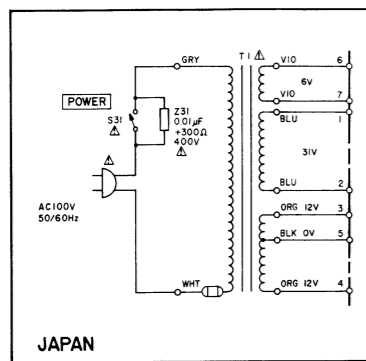 GRY
T1
VIO
6
6V
VIO
7
BLU
1
31V
BLU
2
ORG 12V
3
BLK 0V
5
ORG 12V
4
POWER
S31
Z31
0.01µF
+300Ω
400V
AC100V
50/60Hz
WHT
JAPAN